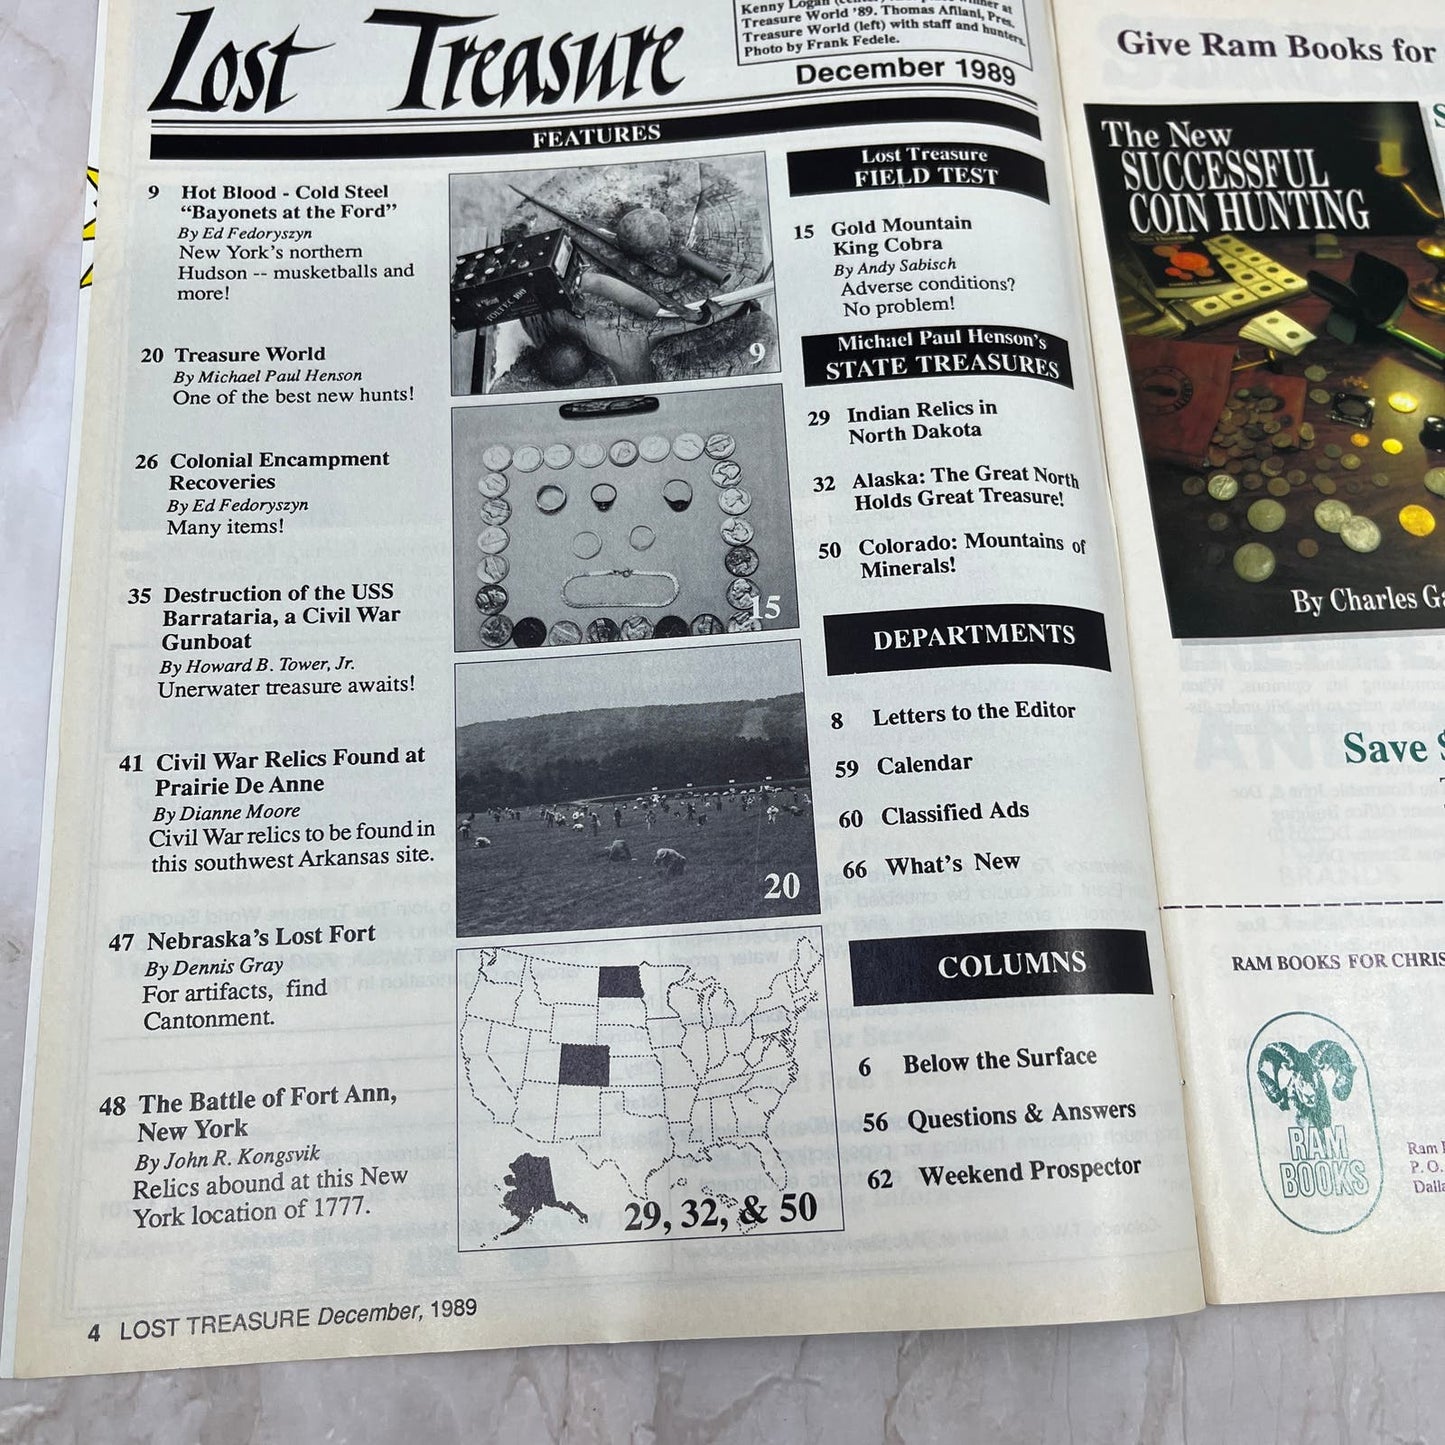 Lost Treasure
Kenny Logan
Treasure World '89. Thomas Afilani, Pres.
Treasure World (left) with staff and hunters.
Photo by Frank Fedele.
December 1989
FEATURES
9 Hot Blood - Cold Steel
“Bayonets at the Ford”
By Ed Fedoryszyn
New York's northern
Hudson -- musketballs and
more!
20 Treasure World
By Michael Paul Henson
One of the best new hunts!
26 Colonial Encampment
Recoveries
By Ed Fedoryszyn
Many items!
35 Destruction of the USS
Barrataria, a Civil War
Gunboat
By Howard B. Tower, Jr.
Unerwater treasure awaits!
41 Civil War Relics Found at
Prairie De Anne
By Dianne Moore
Civil War relics to be found in
this southwest Arkansas site.
47 Nebraska's Lost Fort
By Dennis Gray
For artifacts, find
Cantonment.
48 The Battle of Fort Ann,
New York
By John R. Kongsvik
Relics abound at this New
York location of 1777.
9
15
20
29, 32, & 50
Lost Treasure
FIELD TEST
15 Gold Mountain
King Cobra
By Andy Sabisch
Adverse conditions?
No problem!
Michael Paul Henson's
STATE TREASURES
29 Indian Relics in
North Dakota
32 Alaska: The Great North
Holds Great Treasure!
50 Colorado: Mountains of
Minerals!
DEPARTMENTS
8 Letters to the Editor
59 Calendar
60 Classified Ads
66 What's New
COLUMNS
6 Below the Surface
56 Questions & Answers
62 Weekend Prospector
4 LOST TREASURE December, 1989
Give Ram Books for
The New
SUCCESSFUL
COIN HUNTING
By Charles Ga
Save $
RAM BOOKS FOR CHRIS
RAM
BOOKS
Ram
P.O.
Dalla